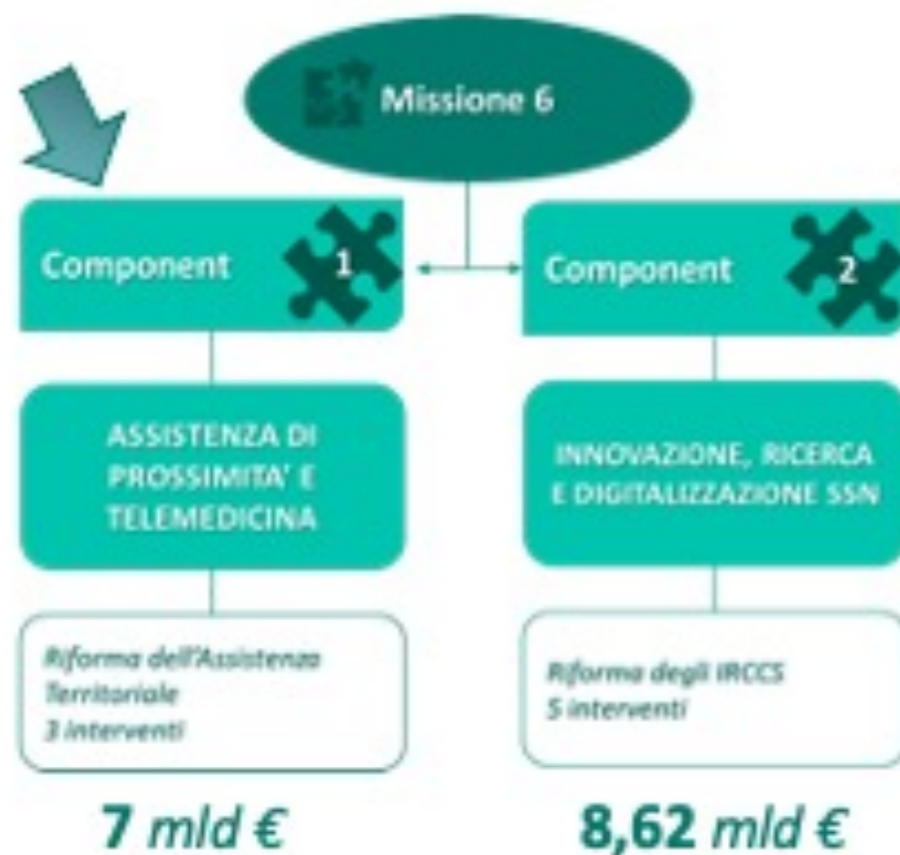 Missione 6
Component 1
Component 2
ASSISTENZA DI
PROSSIMITA' E
TELEMEDICINA
INNOVAZIONE, RICERCA
E DIGITALIZZAZIONE SSN
Riforma dell'Assistenza
Territoriale
3 interventi
Riforma degli IRCCS
5 interventi
7 mld €
8,62 mld €